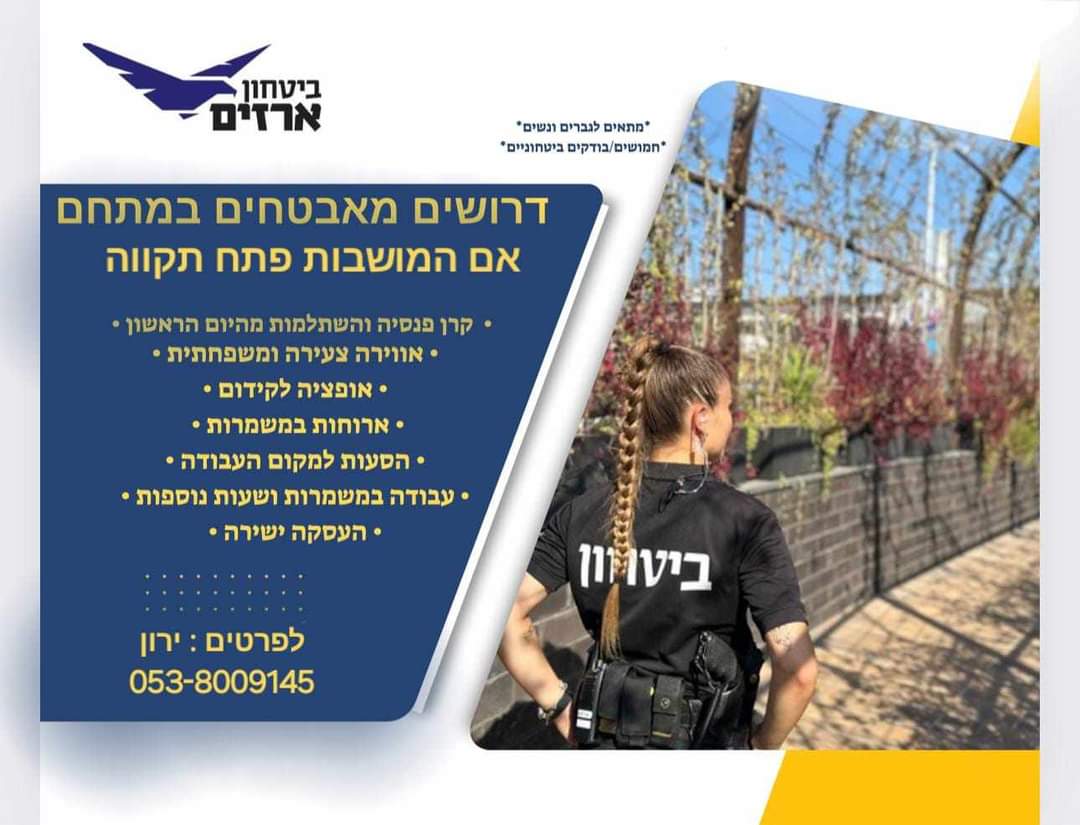 ביטחון
ארזים
*מתאים לגברים ונשים*
*חמושים/בודקים ביטחוניים*
דרושים מאבטחים במתחם
אם המושבות פתח תקווה
• קרן פנסיה והשתלמות מהיום הראשון •
• אווירה צעירה ומשפחתית •
• אופציה לקידום •
• ארוחות במשמרות •
• הסעות למקום העבודה •
• עבודה במשמרות ושעות נוספות •
• העסקה ישירה •
לפרטים : ירון
053-8009145
ביטחון